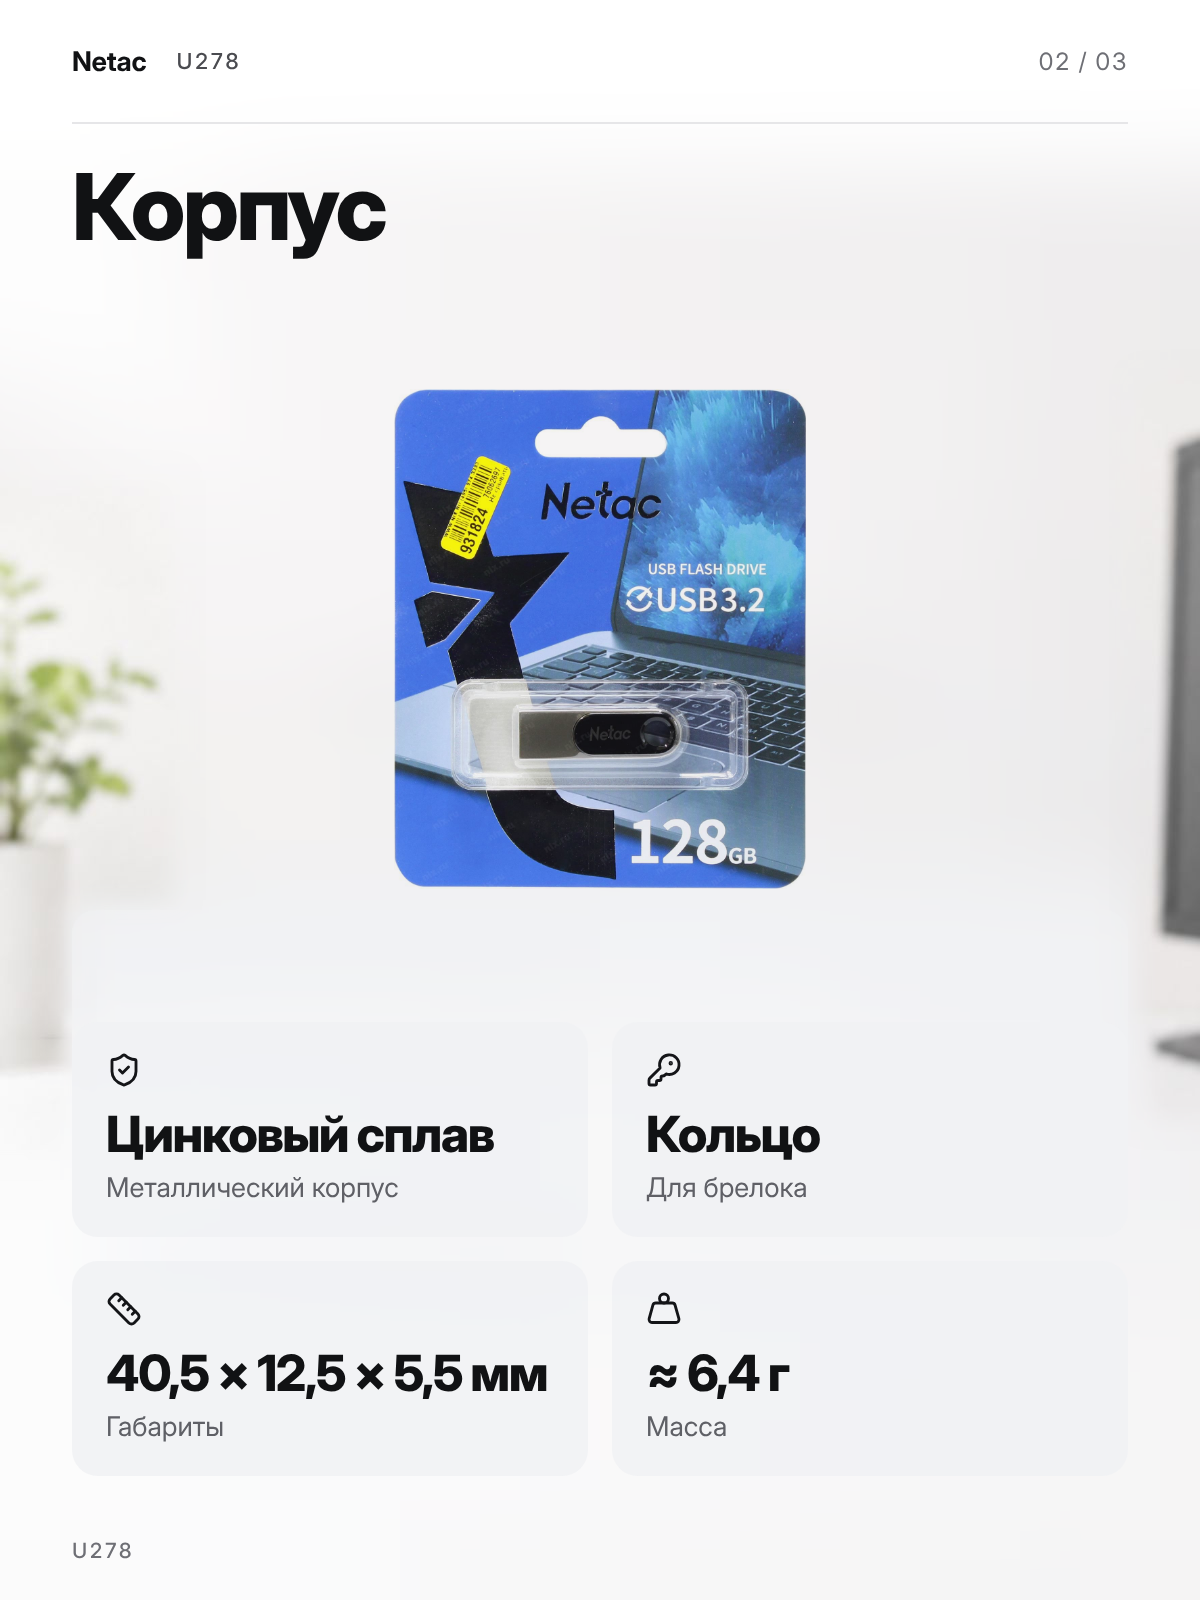 Netac U278
02 / 03
Корпус
Netac
931824
USB FLASH DRIVE
USB3.2
Netac
128GB
Цинковый сплав
Металлический корпус
Кольцо
Для брелока
40,5 × 12,5 × 5,5 мм
Габариты
≈ 6,4 г
Масса
U278